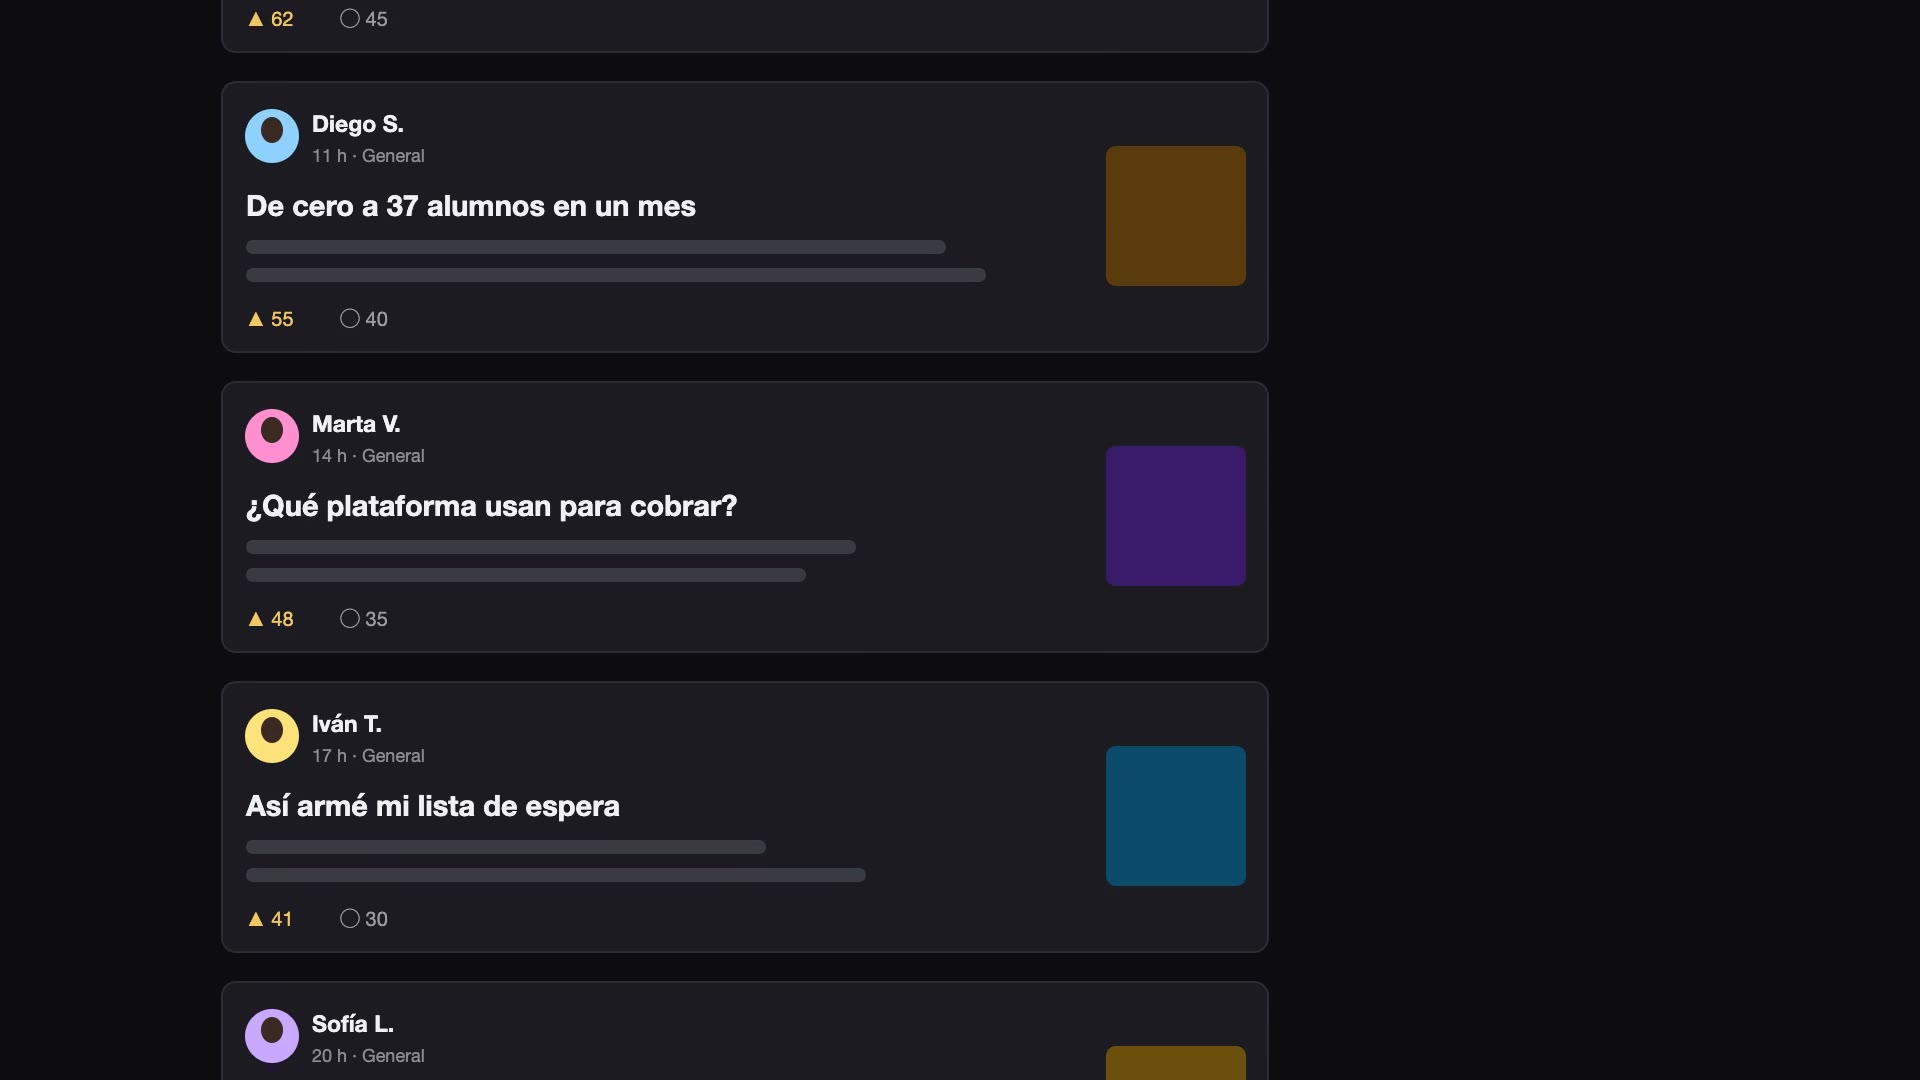 ▲ 62 ◯ 45
Diego S.
11 h · General
De cero a 37 alumnos en un mes
▲ 55 ◯ 40
Marta V.
14 h · General
¿Qué plataforma usan para cobrar?
▲ 48 ◯ 35
Iván T.
17 h · General
Así armé mi lista de espera
▲ 41 ◯ 30
Sofía L.
20 h · General